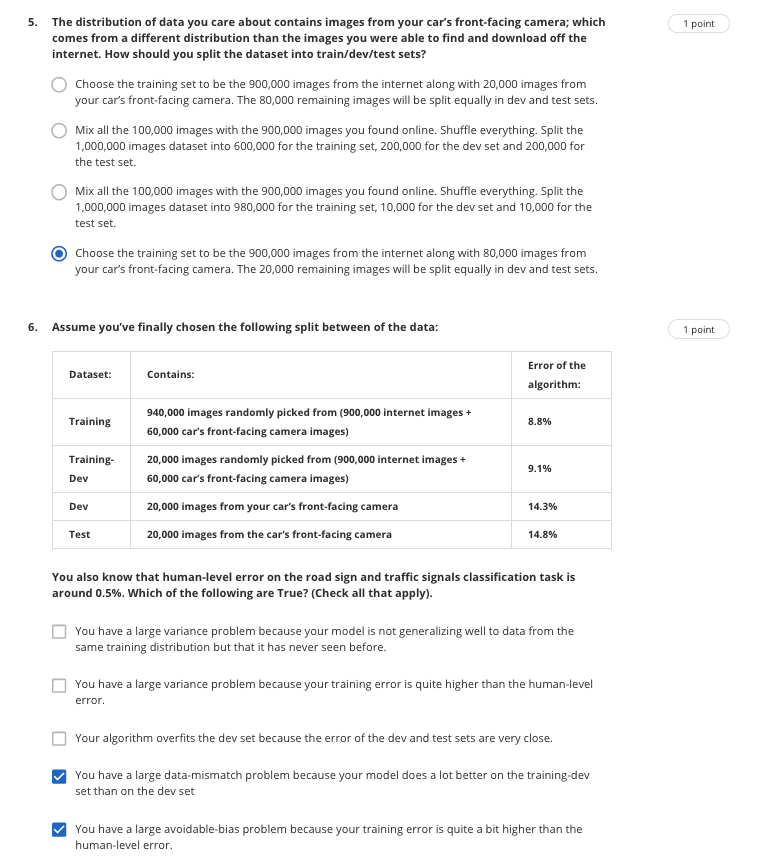 5. The distribution of data you care about contains images from your car's front-facing camera; which
1 point
comes from a different distribution than the images you were able to find and download off the
internet. How should you split the dataset into train/dev/test sets?
Choose the training set to be the 900,000 images from the internet along with 20,000 images from
your car's front-facing camera. The 80,000 remaining images will be split equally in dev and test sets.
Mix all the 100,000 images with the 900,000 images you found online. Shuffle everything. Split the
1,000,000 images dataset into 600,000 for the training set, 200,000 for the dev set and 200,000 for
the test set.
Mix all the 100,000 images with the 900,000 images you found online. Shuffle everything. Split the
1,000,000 images dataset into 980,000 for the training set, 10,000 for the dev set and 10,000 for the
test set.
Choose the training set to be the 900,000 images from the internet along with 80,000 images from
your car's front-facing camera. The 20,000 remaining images will be split equally in dev and test sets.
6. Assume you've finally chosen the following split between of the data:
1 point
Dataset:
Contains:
Error of the
algorithm:
Training
940,000 images randomly picked from (900,000 internet images +
60,000 car's front-facing camera images)
8.8%
Training-
Dev
20,000 images randomly picked from (900,000 internet images +
60,000 car's front-facing camera images)
9.1%
Dev
20,000 images from your car's front-facing camera
14.3%
Test
20,000 images from the car's front-facing camera
14.8%
You also know that human-level error on the road sign and traffic signals classification task is
around 0.5%. Which of the following are True? (Check all that apply).
You have a large variance problem because your model is not generalizing well to data from the
same training distribution but that it has never seen before.
You have a large variance problem because your training error is quite higher than the human-level
error.
Your algorithm overfits the dev set because the error of the dev and test sets are very close.
You have a large data-mismatch problem because your model does a lot better on the training-dev
set than on the dev set
You have a large avoidable-bias problem because your training error is quite a bit higher than the
human-level error.